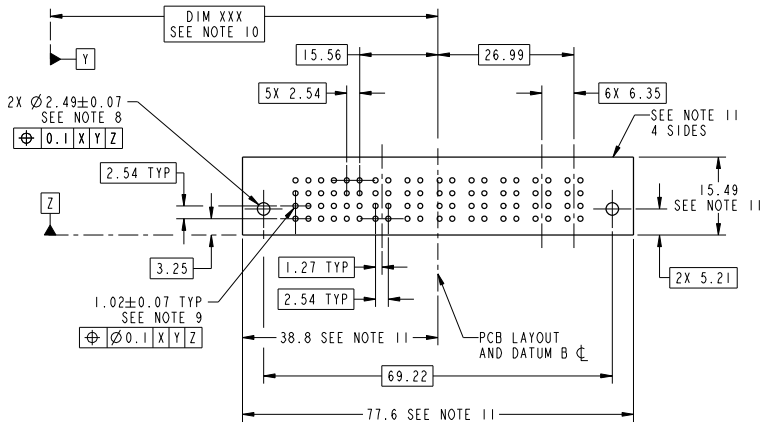 DIM XXX
SEE NOTE 10
15.56
26.99
Y
5X 2.54
6X 6.35
2X Ø2.49±0.07
SEE NOTE 8
⌖ 0.1 X Y Z
SEE NOTE 11
4 SIDES
2.54 TYP
Z
15.49
SEE NOTE 11
3.25
1.27 TYP
2X 5.21
1.02±0.07 TYP
SEE NOTE 9
⌖ Ø0.1 X Y Z
2.54 TYP
38.8 SEE NOTE 11
PCB LAYOUT
AND DATUM B ℄
69.22
77.6 SEE NOTE 11